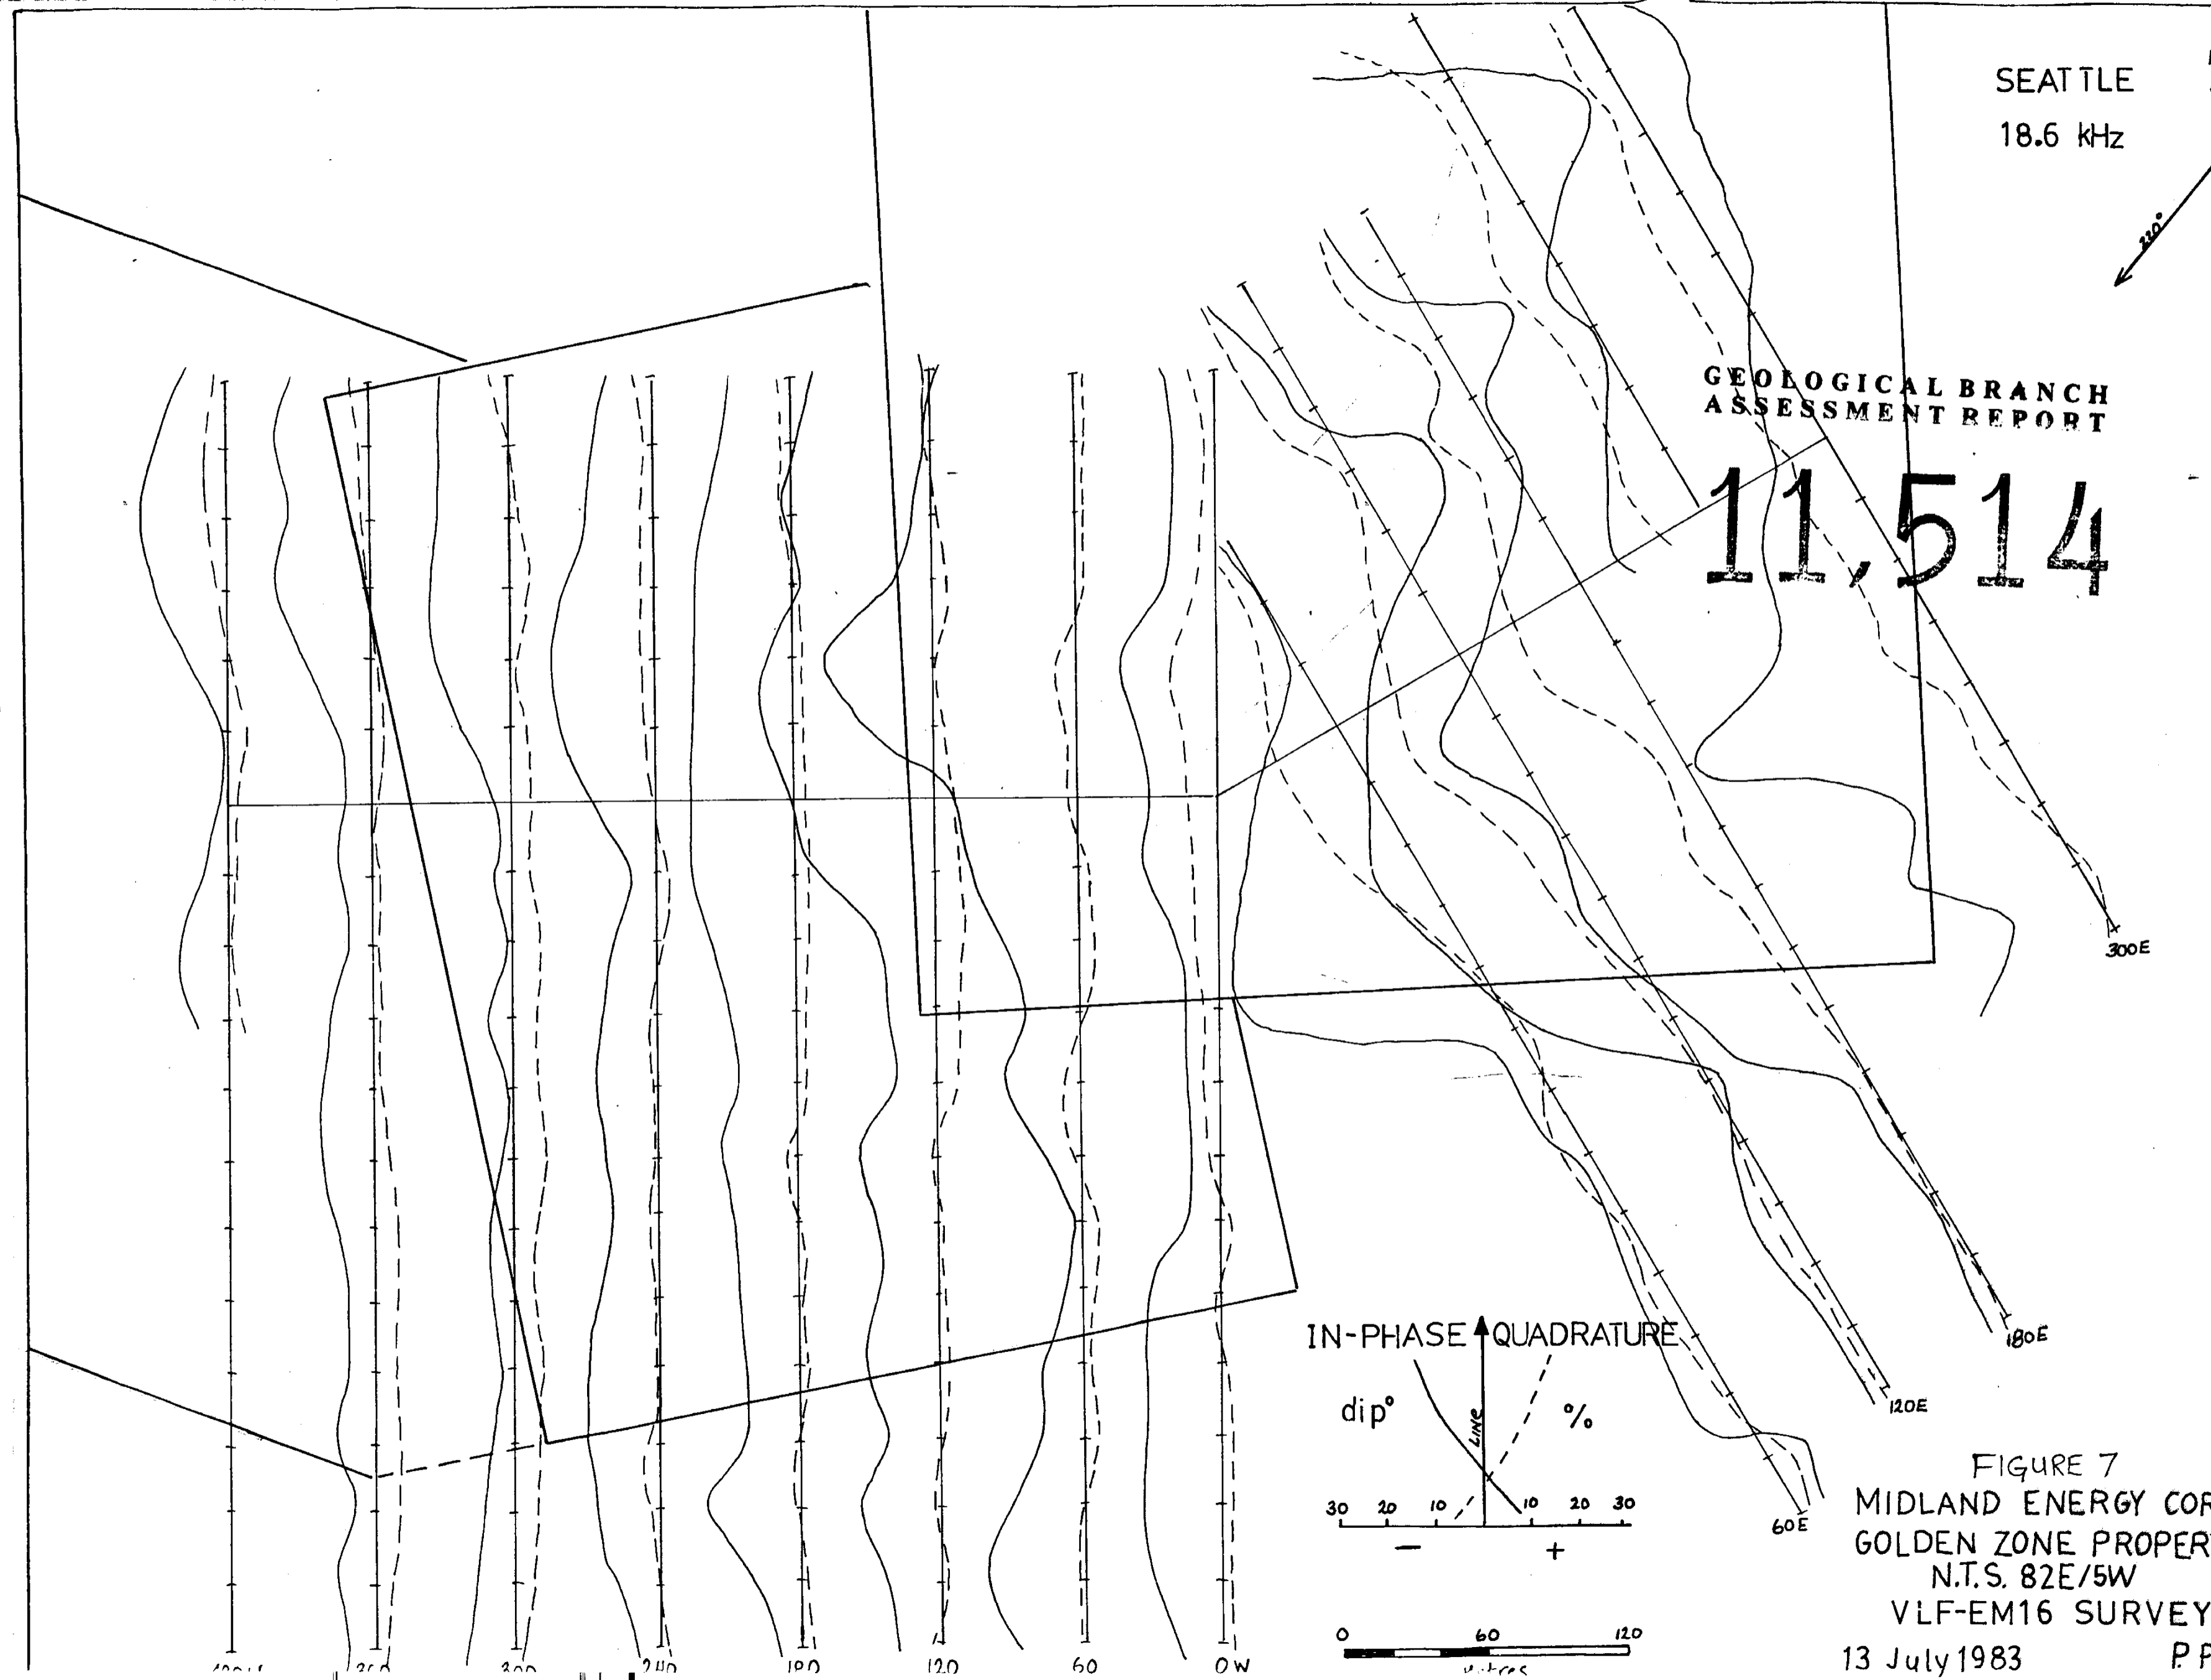 SEATTLE
18.6 kHz
220°
GEOLOGICAL BRANCH
ASSESSMENT REPORT
11,514
300E
180E
120E
60E
IN-PHASE QUADRATURE
dip° LINE %
30 20 10 10 20 30
— +
0 60 120
FIGURE 7
MIDLAND ENERGY COR
GOLDEN ZONE PROPER
N.T.S. 82E/5W
VLF-EM16 SURVEY
13 July 1983 P.P
360 300 240 180 120 60 0W